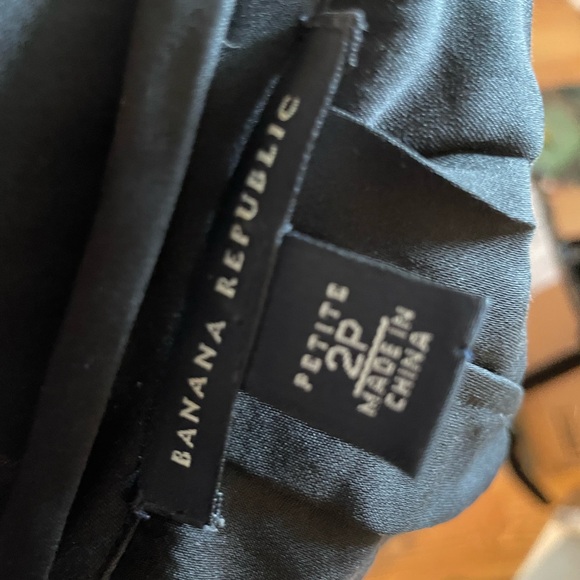 BANANA REPUBLIC
PETITE
2P
MADE IN
CHINA